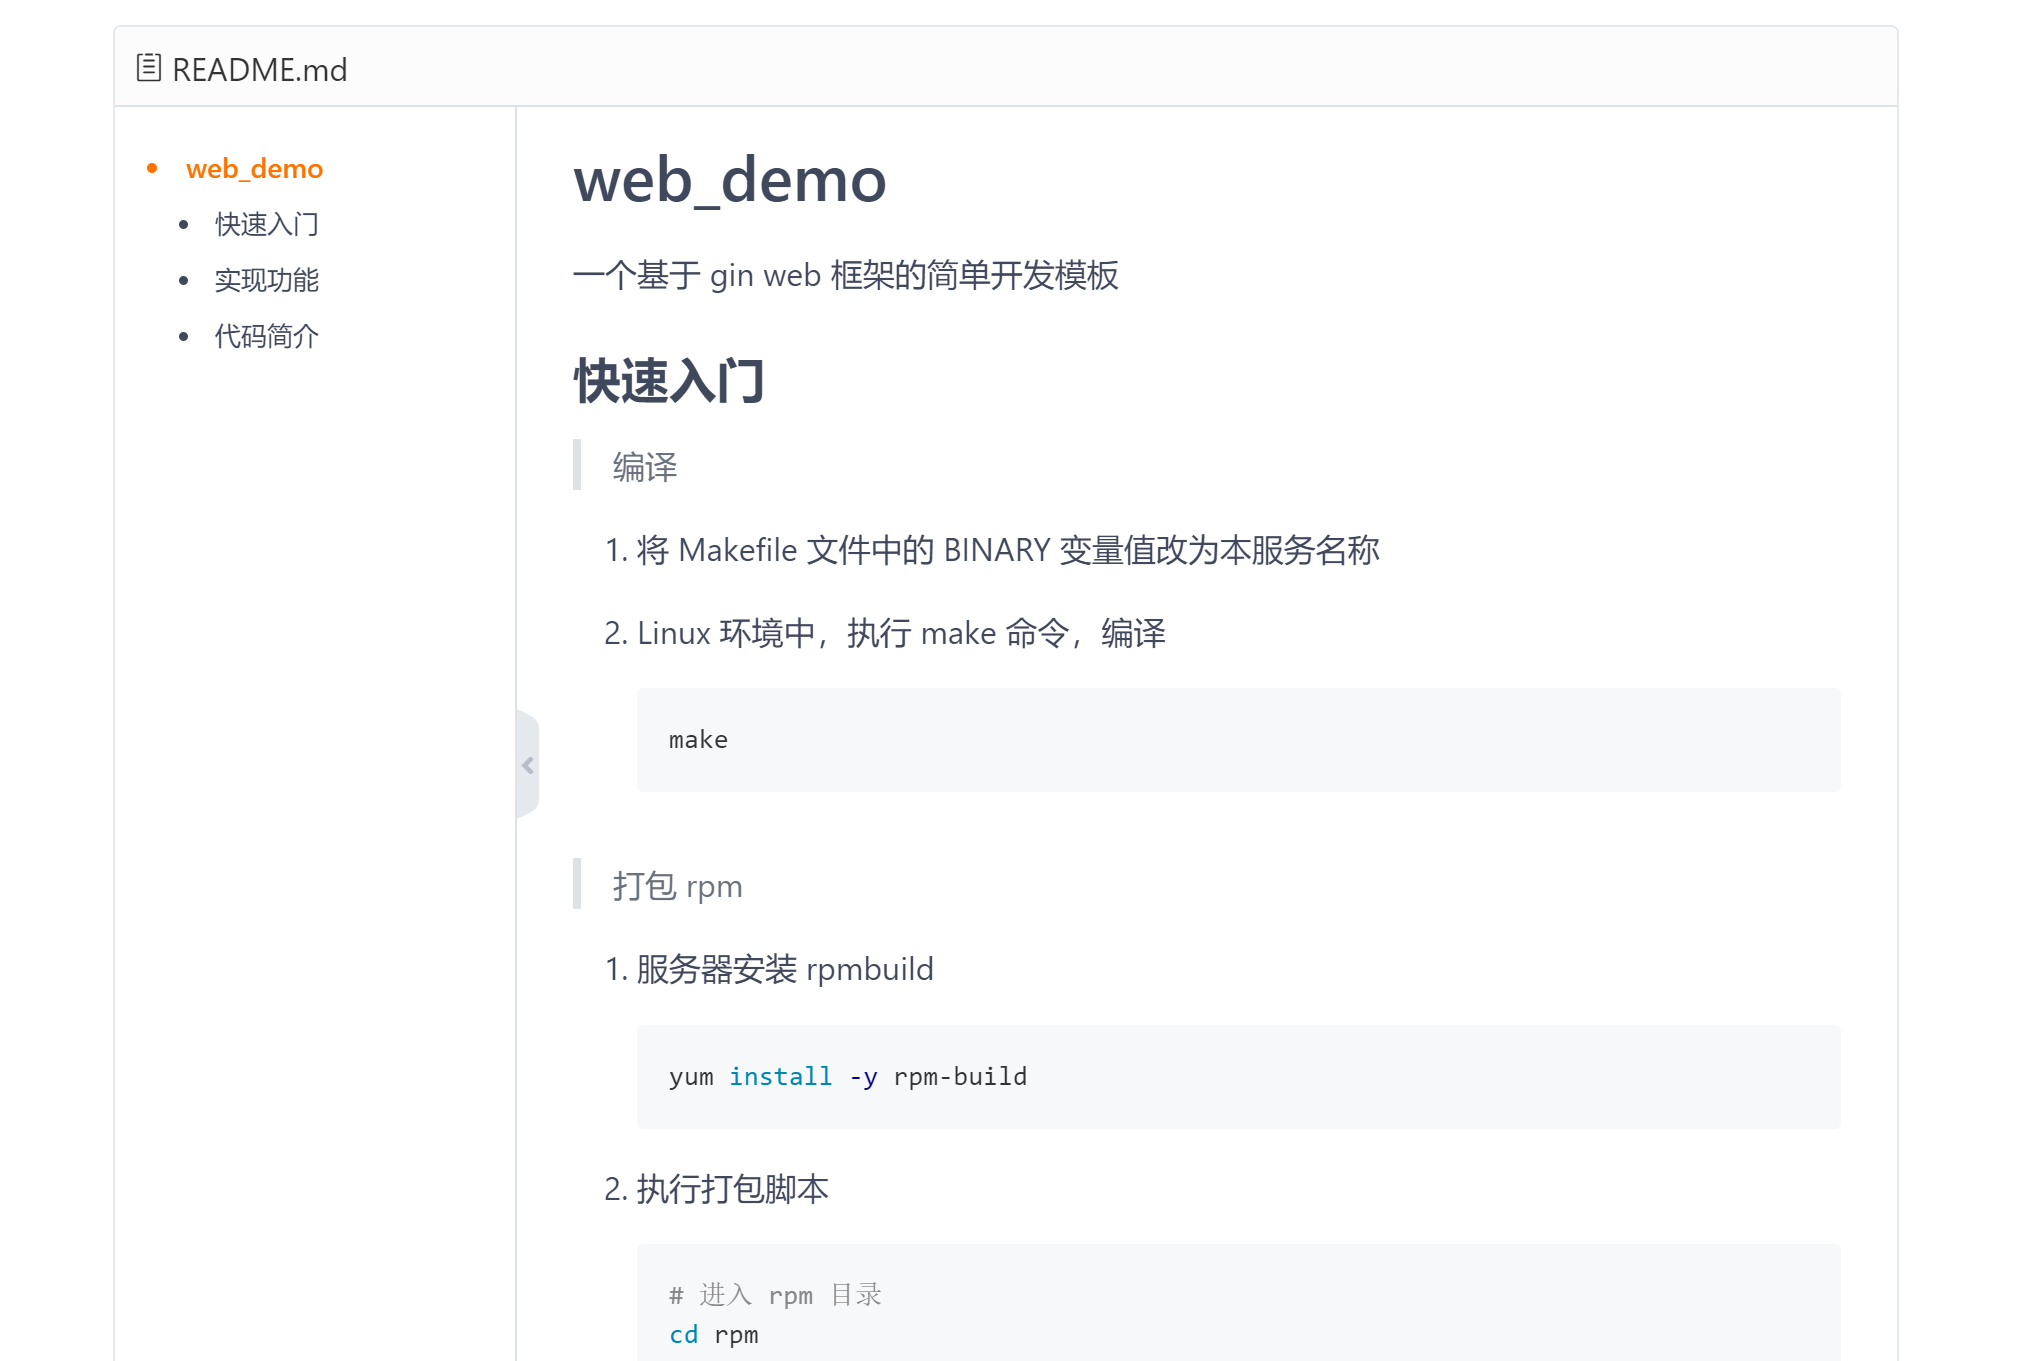 README.md
web_demo
快速入门
实现功能
代码简介
web_demo
一个基于 gin web 框架的简单开发模板
快速入门
编译
1. 将 Makefile 文件中的 BINARY 变量值改为本服务名称
2. Linux 环境中，执行 make 命令，编译
make
打包 rpm
1. 服务器安装 rpmbuild
yum install -y rpm-build
2. 执行打包脚本
# 进入 rpm 目录
cd rpm